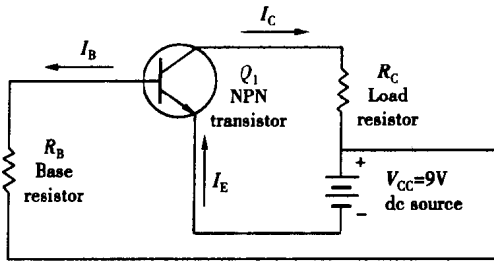 I_C
I_B
Q_1
NPN
transistor
R_C
Load
resistor
R_B
Base
resistor
I_E
+
V_CC=9V
dc source
−